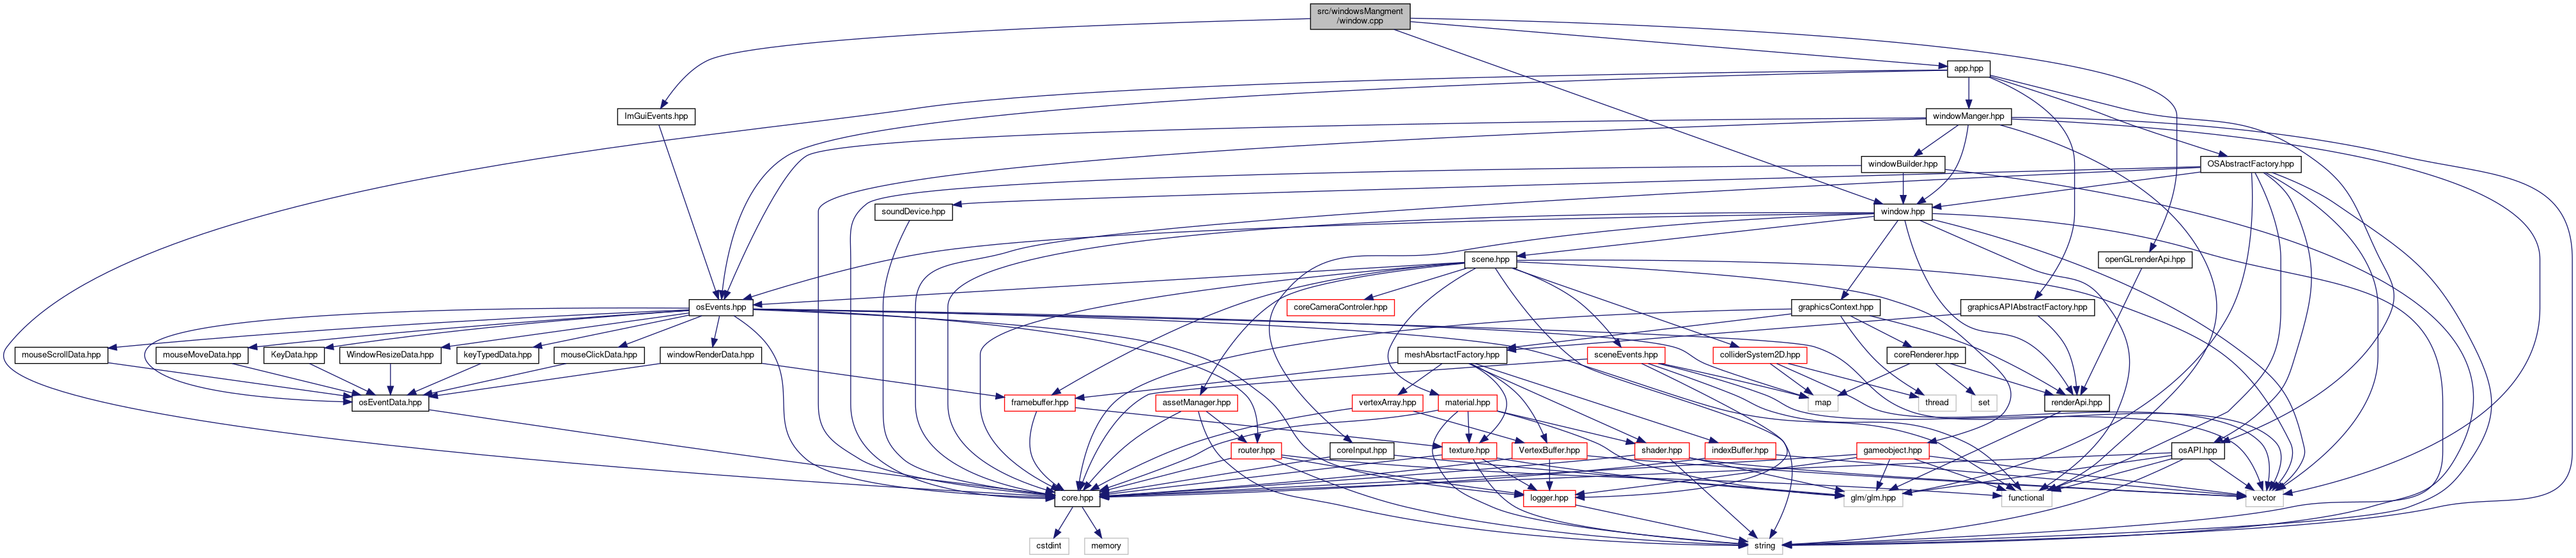 src/windowsMangment
/window.cpp
app.hpp
ImGuiEvents.hpp
windowManger.hpp
windowBuilder.hpp
OSAbstractFactory.hpp
soundDevice.hpp
window.hpp
scene.hpp
openGLrenderApi.hpp
osEvents.hpp
coreCameraControler.hpp
graphicsContext.hpp
graphicsAPIAbstractFactory.hpp
mouseScrollData.hpp
mouseMoveData.hpp
KeyData.hpp
WindowResizeData.hpp
keyTypedData.hpp
mouseClickData.hpp
windowRenderData.hpp
meshAbsrtactFactory.hpp
sceneEvents.hpp
colliderSystem2D.hpp
coreRenderer.hpp
osEventData.hpp
framebuffer.hpp
assetManager.hpp
vertexArray.hpp
material.hpp
map
thread
set
renderApi.hpp
router.hpp
coreInput.hpp
texture.hpp
VertexBuffer.hpp
shader.hpp
indexBuffer.hpp
gameobject.hpp
osAPI.hpp
core.hpp
logger.hpp
glm/glm.hpp
functional
vector
cstdint
memory
string